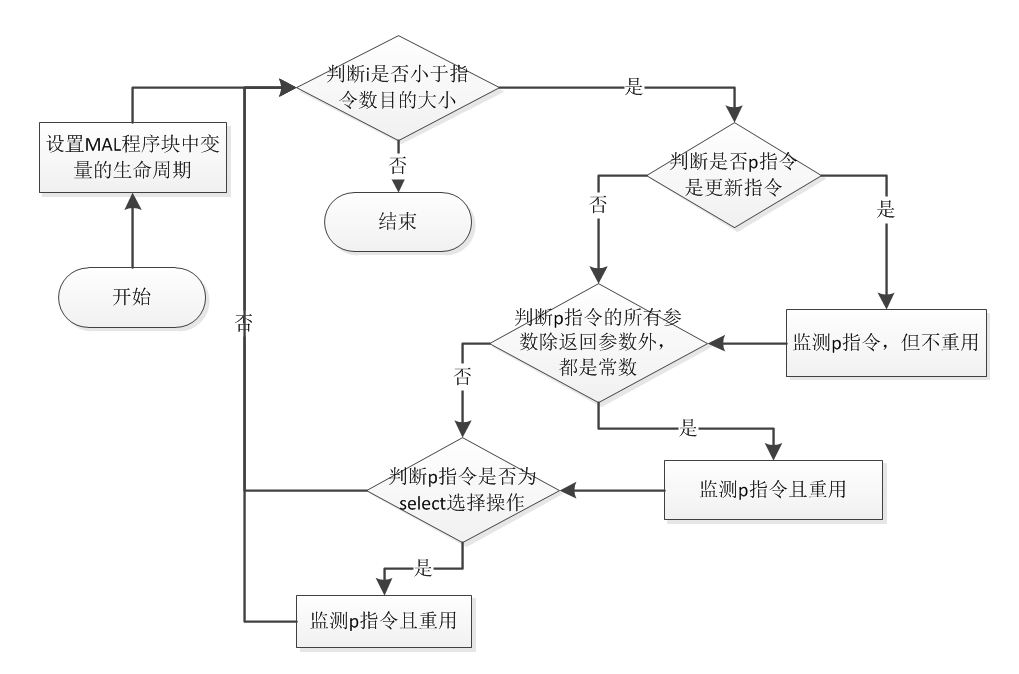 判断i是否小于指
令数目的大小
是
设置MAL程序块中变
量的生命周期
否
判断是否p指令
是更新指令
结束
否
是
开始
否
判断p指令的所有参
数除返回参数外，
都是常数
监测p指令，但不重用
否
是
判断p指令是否为
select选择操作
监测p指令且重用
是
监测p指令且重用